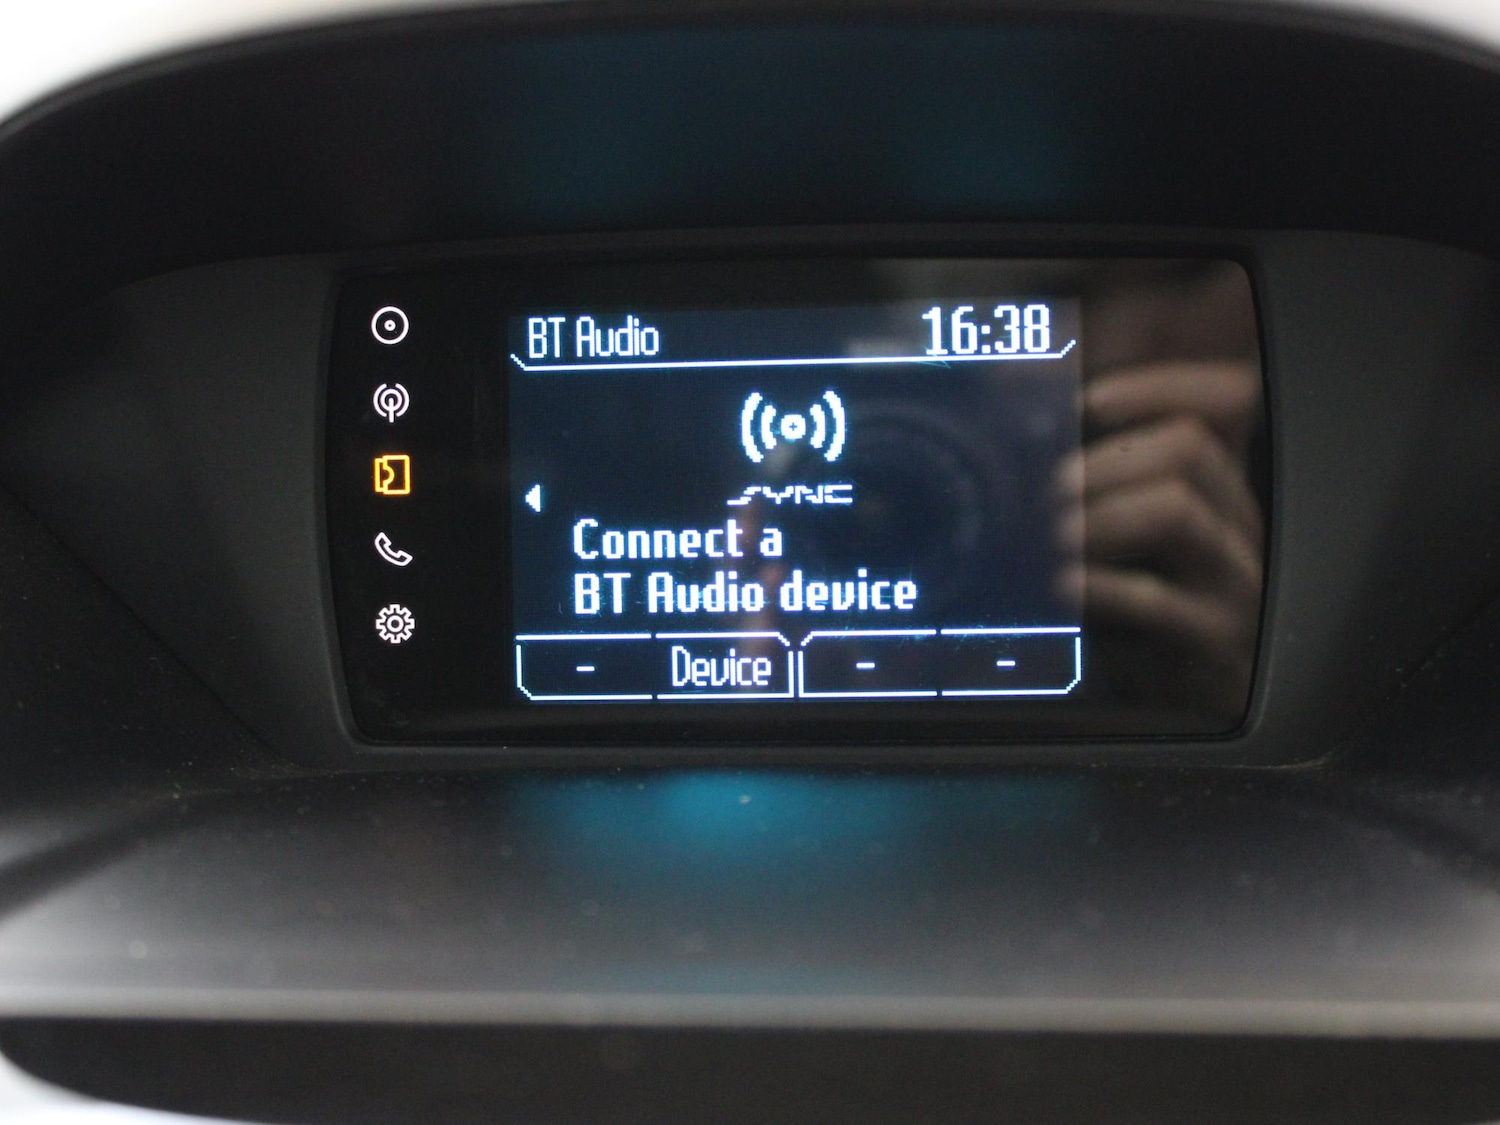 BT Audio 16:38
SYNC
Connect a
BT Audio device
- Device - -